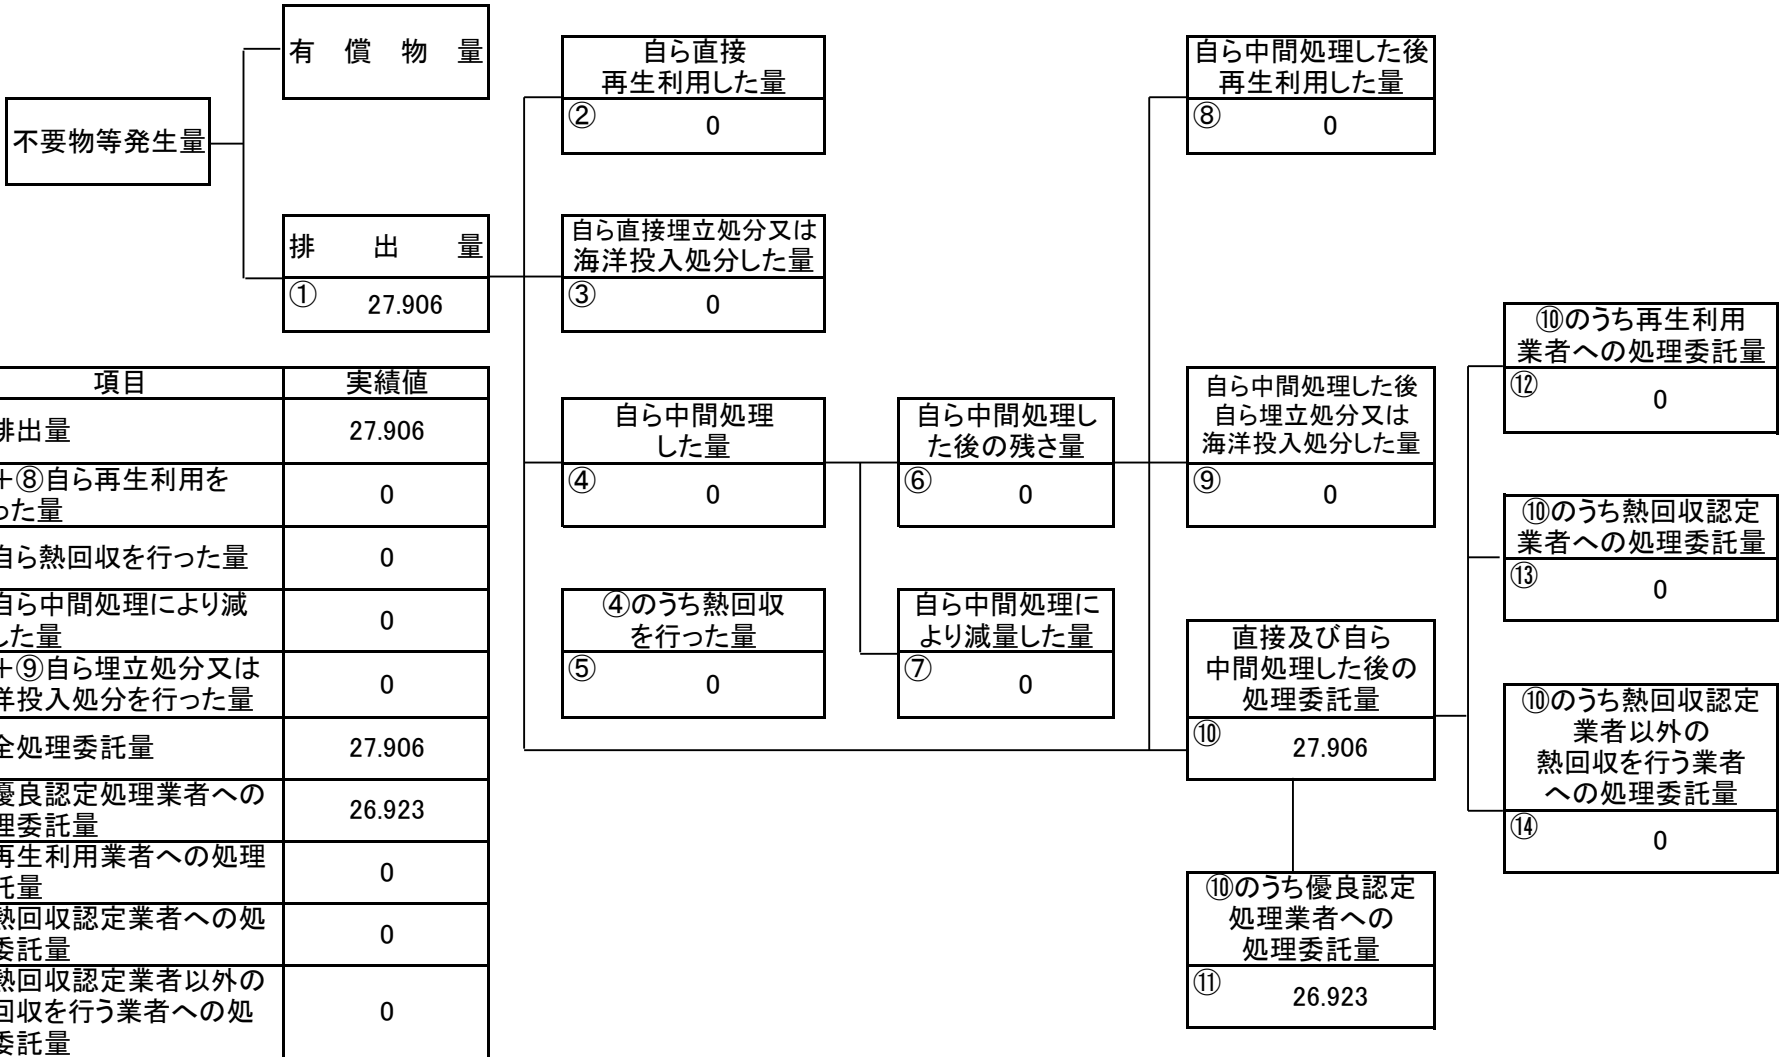 有 償 物 量
不要物等発生量
排 出 量
① 27.906
自ら直接
再生利用した量
② 0
自ら直接埋立処分又は
海洋投入処分した量
③ 0
自ら中間処理
した量
④ 0
④のうち熱回収
を行った量
⑤ 0
自ら中間処理し
た後の残さ量
⑥ 0
自ら中間処理に
より減量した量
⑦ 0
自ら中間処理した後
再生利用した量
⑧ 0
自ら中間処理した後
自ら埋立処分又は
海洋投入処分した量
⑨ 0
直接及び自ら
中間処理した後の
処理委託量
⑩ 27.906
⑩のうち優良認定
処理業者への
処理委託量
⑪ 26.923
⑩のうち再生利用
業者への処理委託量
⑫ 0
⑩のうち熱回収認定
業者への処理委託量
⑬ 0
⑩のうち熱回収認定
業者以外の
熱回収を行う業者
への処理委託量
⑭ 0
項目 実績値
排出量 27.906
+⑧自ら再生利用を
った量 0
自ら熱回収を行った量 0
自ら中間処理により減
した量 0
+⑨自ら埋立処分又は
洋投入処分を行った量 0
全処理委託量 27.906
優良認定処理業者への
理委託量 26.923
再生利用業者への処理
託量 0
熱回収認定業者への処
委託量 0
熱回収認定業者以外の
回収を行う業者への処
委託量 0